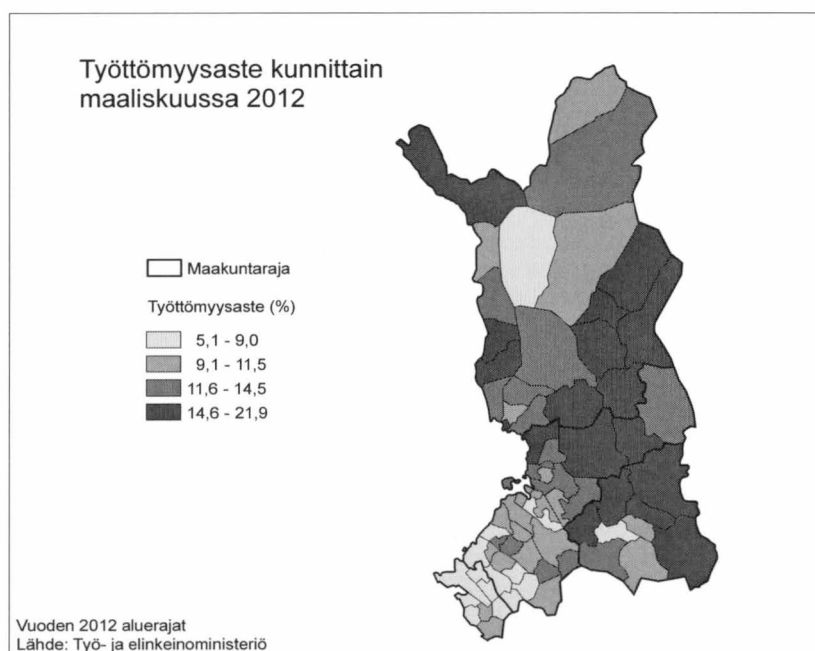 Työttömyysaste kunnittain
maaliskuussa 2012
Maakuntaraja
Työttömyysaste (%)
5,1 - 9,0
9,1 - 11,5
11,6 - 14,5
14,6 - 21,9
Vuoden 2012 aluerajat
Lähde: Työ- ja elinkeinoministeriö